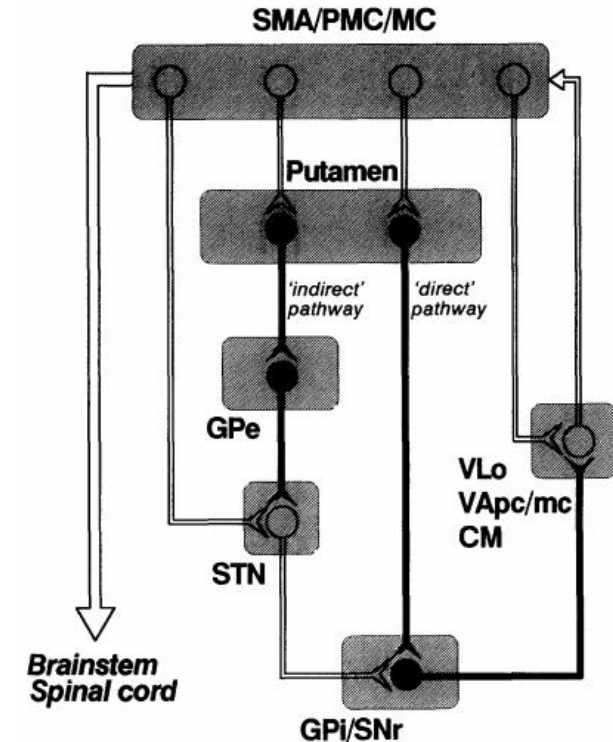 SMA/PMC/MC
Putamen
'indirect'
pathway
'direct'
pathway
GPe
VLo
VApc/mc
CM
STN
Brainstem
Spinal cord
GPi/SNr